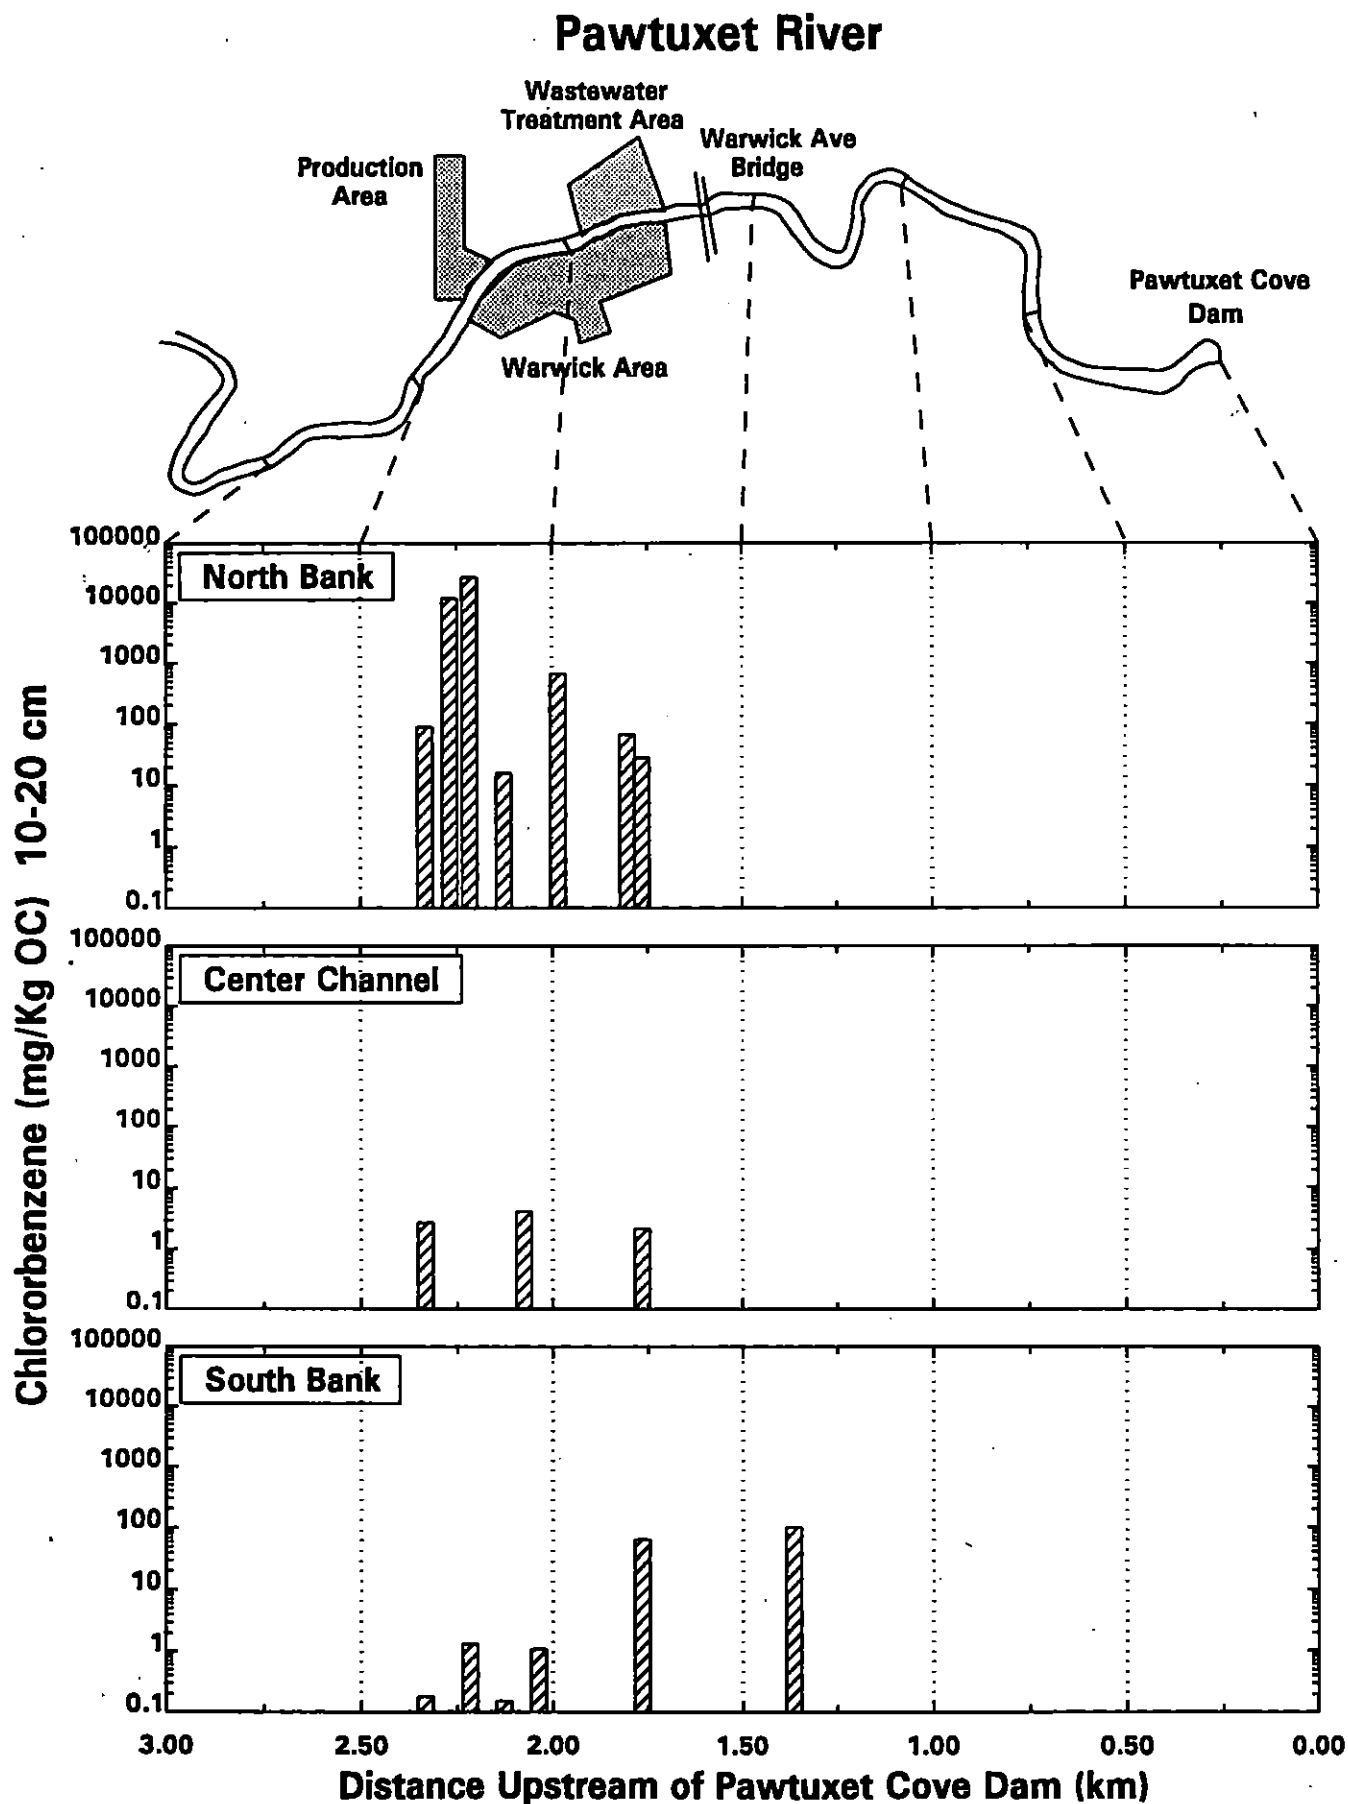 Pawtuxet River
Wastewater
Treatment Area
Warwick Ave
Bridge
Production
Area
Pawtuxet Cove
Dam
Warwick Area
Chlororbenzene (mg/Kg OC) 10-20 cm
100000
North Bank
10000
1000
100
10
1
0.1
100000
Center Channel
10000
1000
100
10
1
0.1
100000
South Bank
10000
1000
100
10
1
0.1
3.00 2.50 2.00 1.50 1.00 0.50 0.00
Distance Upstream of Pawtuxet Cove Dam (km)